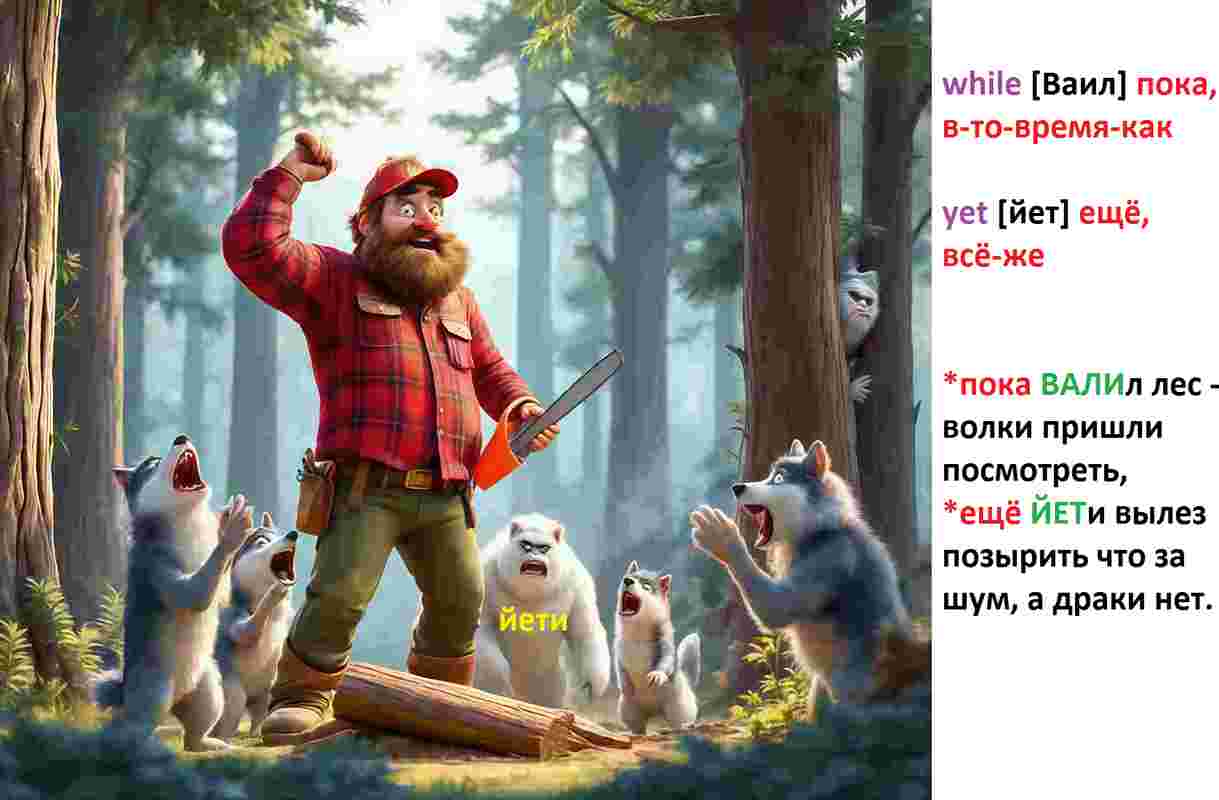 while [Ваил] пока,
в-то-время-как
yet [йет] ещё,
всё-же
*пока ВАЛИл лес -
волки пришли
посмотреть,
*ещё ЙЕТи вылез
позырить что за
шум, а драки нет.
йети